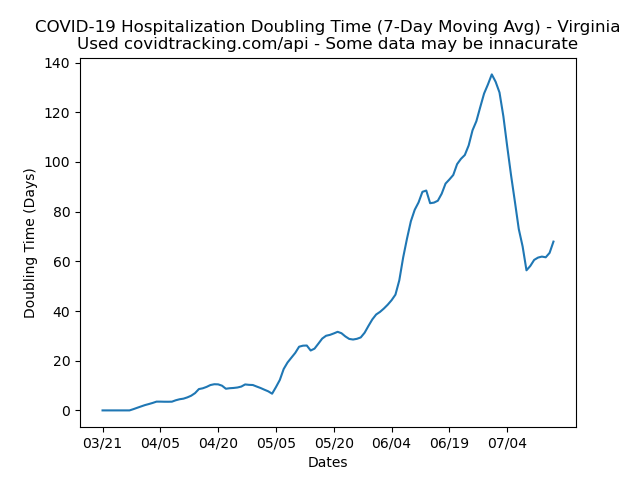 COVID-19 Hospitalization Doubling Time (7-Day Moving Avg) - Virginia
Used covidtracking.com/api - Some data may be innacurate
140
120
100
80
60
40
20
0
Doubling Time (Days)
03/21 04/05 04/20 05/05 05/20 06/04 06/19 07/04
Dates